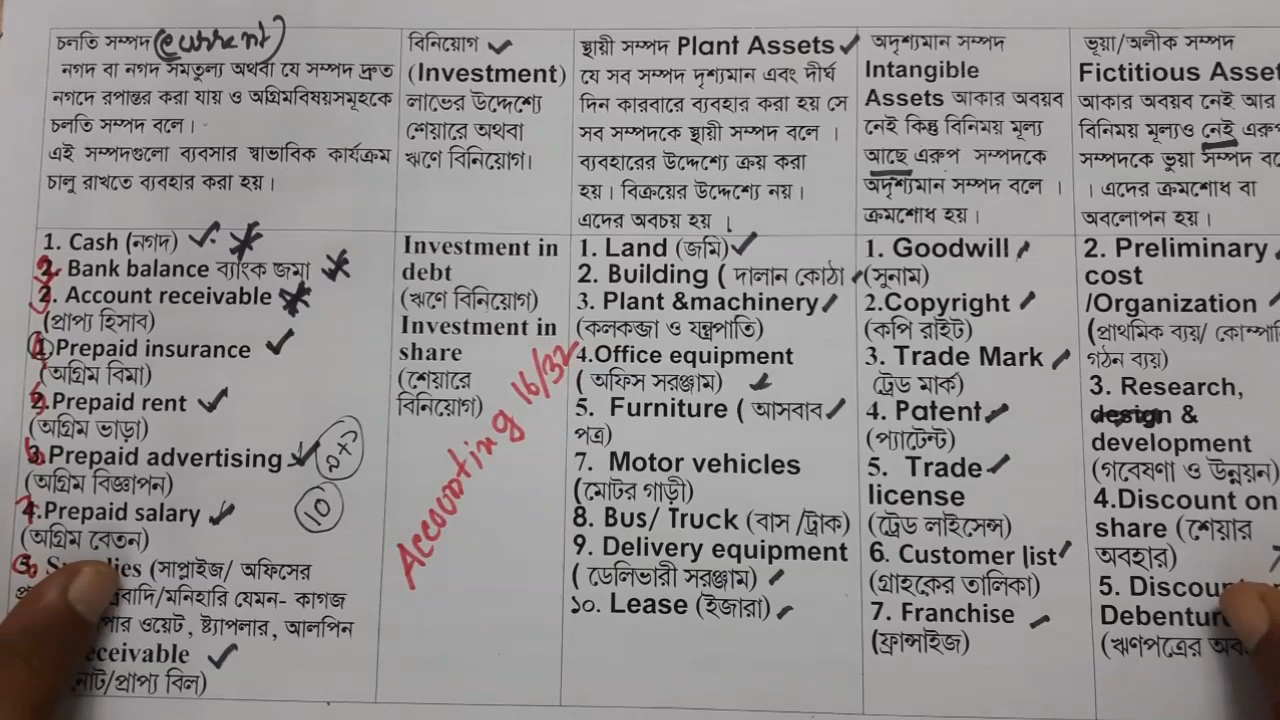 চলতি সম্পদ (current)
নগদ বা নগদ সমতুল্য অথবা যে সম্পদ দ্রুত
নগদে রূপান্তর করা যায় ও অগ্রিমবিষয়সমূহকে
চলতি সম্পদ বলে।
এই সম্পদগুলো ব্যবসার স্বাভাবিক কার্যক্রম
চালু রাখতে ব্যবহার করা হয়।
বিনিয়োগ
(Investment)
লাভের উদ্দেশ্যে
শেয়ারে অথবা
ঋণে বিনিয়োগ।
স্থায়ী সম্পদ Plant Assets
যে সব সম্পদ দৃশ্যমান এবং দীর্ঘ
দিন কারবারে ব্যবহার করা হয় সে
সব সম্পদকে স্থায়ী সম্পদ বলে ।
ব্যবহারের উদ্দেশ্যে ক্রয় করা
হয়। বিক্রয়ের উদ্দেশ্যে নয়।
এদের অবচয় হয় ।
অদৃশ্যমান সম্পদ
Intangible
Assets আকার অবয়ব
নেই কিন্তু বিনিময় মূল্য
আছে এরুপ সম্পদকে
অদৃশ্যমান সম্পদ বলে ।
ক্রমশোধ হয়।
ভূয়া/অলীক সম্পদ
Fictitious Asset
আকার অবয়ব নেই আর
বিনিময় মূল্যও নেই এরুপ
সম্পদকে ভুয়া সম্পদ
। এদের ক্রমশোধ বা
অবলোপন হয়।
1. Cash (নগদ)
2. Bank balance ব্যাংক জমা
2. Account receivable
(প্রাপ্য হিসাব)
Prepaid insurance
(অগ্রিম বিমা)
2.Prepaid rent
(অগ্রিম ভাড়া)
3.Prepaid advertising
(অগ্রিম বিজ্ঞাপন)
4.Prepaid salary
(অগ্রিম বেতন)
(সাপ্লাইজ/ অফিসের
মনিহারি যেমন- কাগজ
ওয়েট, ষ্ট্যাপলার, আলপিন
প্রাপ্য বিল)
10
Investment in
debt
(ঋণে বিনিয়োগ)
Investment in
share
(শেয়ারে
বিনিয়োগ)
Accounting 16/32
1. Land (জমি)
2. Building ( দালান কোঠা
3. Plant &machinery
(কলকব্জা ও যন্ত্রপাতি)
4.Office equipment
( অফিস সরঞ্জাম)
5. Furniture ( আসবাব
পত্র)
7. Motor vehicles
(মোটর গাড়ী)
8. Bus/ Truck (বাস /ট্রাক)
9. Delivery equipment
( ডেলিভারী সরঞ্জাম)
১০. Lease (ইজারা)
1. Goodwill
(সুনাম)
2.Copyright
(কপি রাইট)
3. Trade Mark
(ট্রেড মার্ক)
4. Patent
(প্যাটেন্ট)
5. Trade
license
(ট্রেড লাইসেন্স)
6. Customer list
(গ্রাহকের তালিকা)
7. Franchise
(ফ্রান্সাইজ)
2. Preliminary
cost
/Organization
(প্রাথমিক ব্যয়/
গঠন ব্যয়)
3. Research,
design &
development
(গবেষণা ও উন্নয়ন)
4.Discount on
share (শেয়ার
অবহার)
5.
(ঋণপত্রের